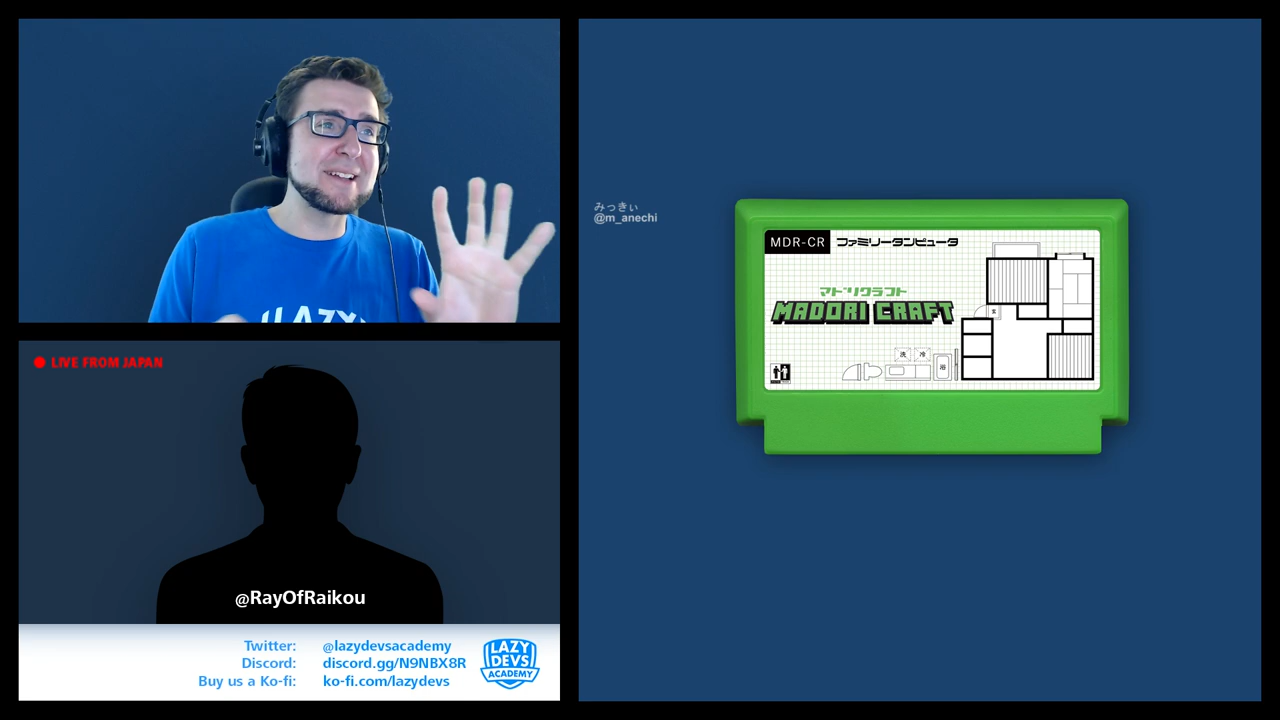 LAZY
LIVE FROM JAPAN
@RayOfRaikou
Twitter: @lazydevsacademy
Discord: discord.gg/N9NBX8R
Buy us a Ko-fi: ko-fi.com/lazydevs
LAZY
DEVS
ACADEMY
みっきぃ
@m_anechi
MDR-CR ファミリータンピュータ
マドリクラフト
MADORI CRAFT
洗 冷
浴